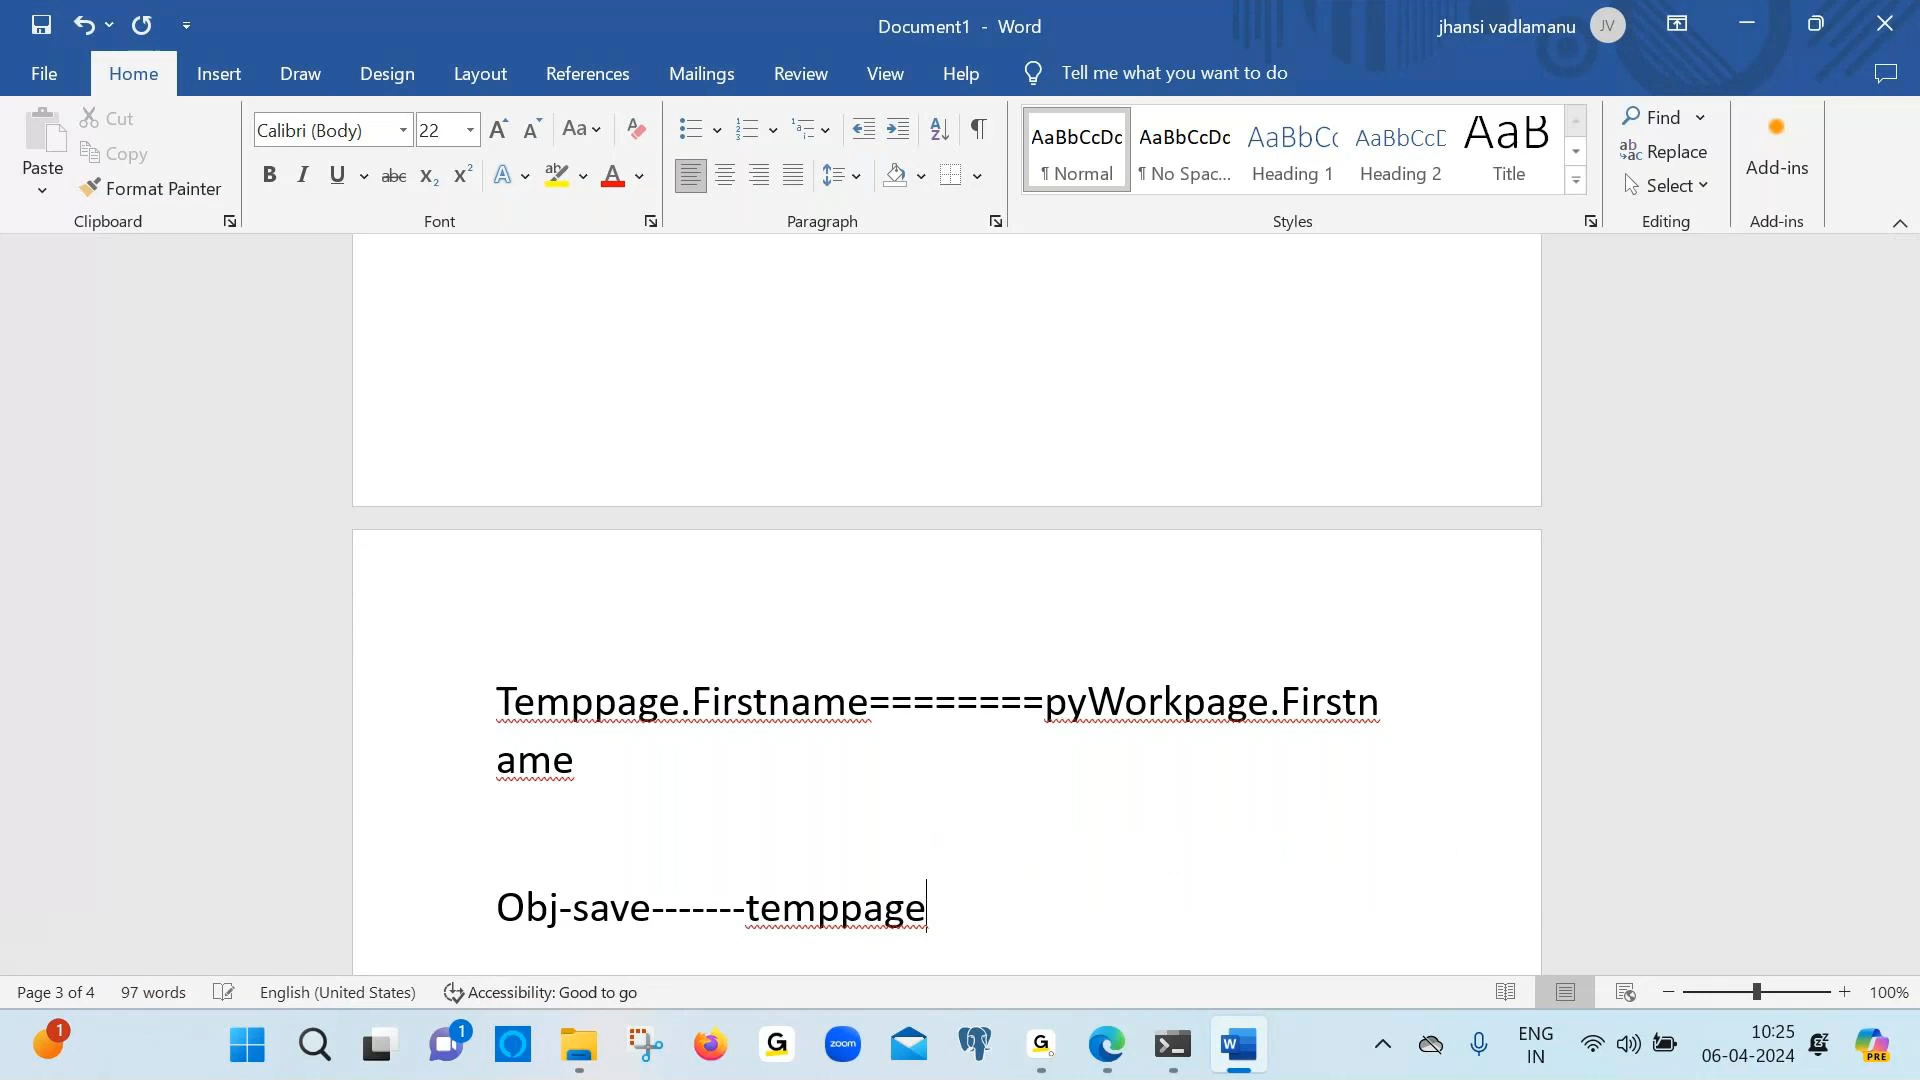 Document1 - Word
jhansi vadlamanu
JV
File
Home
Insert
Draw
Design
Layout
References
Mailings
Review
View
Help
Tell me what you want to do
Paste
Cut
Copy
Format Painter
Clipboard
Calibri (Body)
22
Font
Paragraph
AaBbCcDc
¶ Normal
AaBbCcDc
¶ No Spac...
AaBbCc
Heading 1
AaBbCcD
Heading 2
AaB
Title
Styles
Find
Replace
Select
Editing
Add-ins
Add-ins
Temppage.Firstname========pyWorkpage.Firstn
ame
Obj-save-------temppage
Page 3 of 4
97 words
English (United States)
Accessibility: Good to go
100%
1
1
zoom
ENG
IN
10:25
06-04-2024
PRE